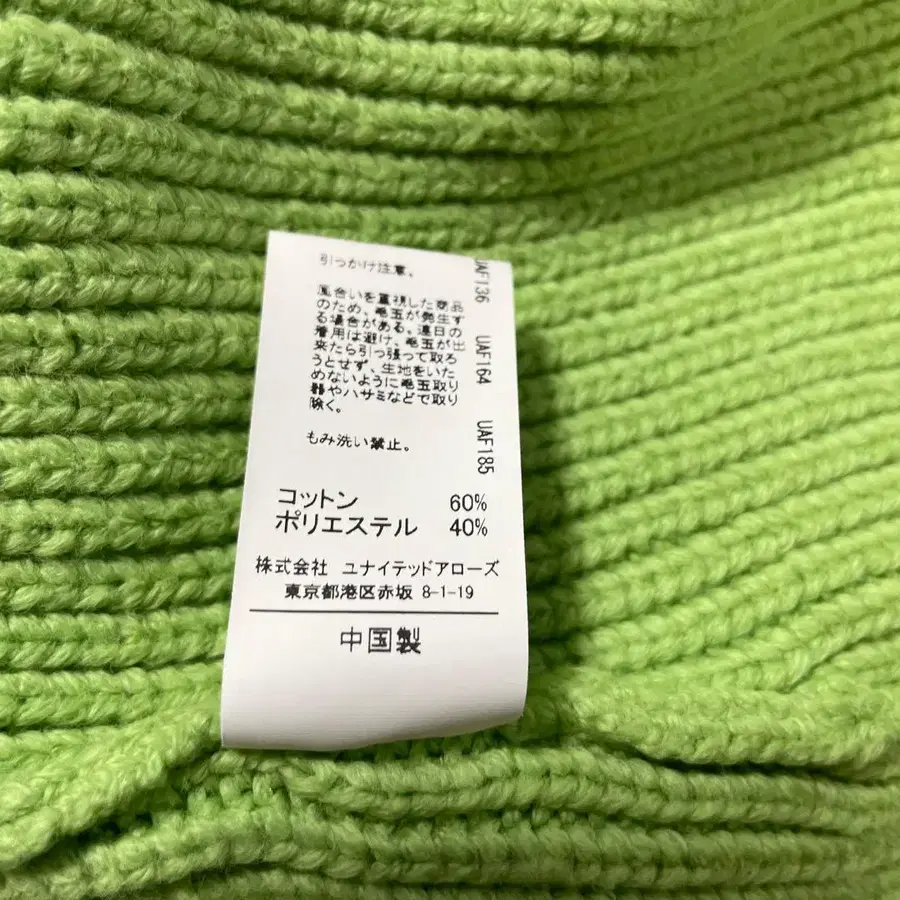 引っかけ注意。
風合いを重視した商品
のため、毛玉が発生す
る場合がある。連日の
着用は避け、毛玉が出
来たら引っ張って取ろ
うとせず、生地をいた
めないように毛玉取り
器やハサミなどで取り
除く。
もみ洗い禁止。
UAF136 UAF164 UAF185
コットン 60%
ポリエステル 40%
株式会社 ユナイテッドアローズ
東京都港区赤坂 8-1-19
中国製